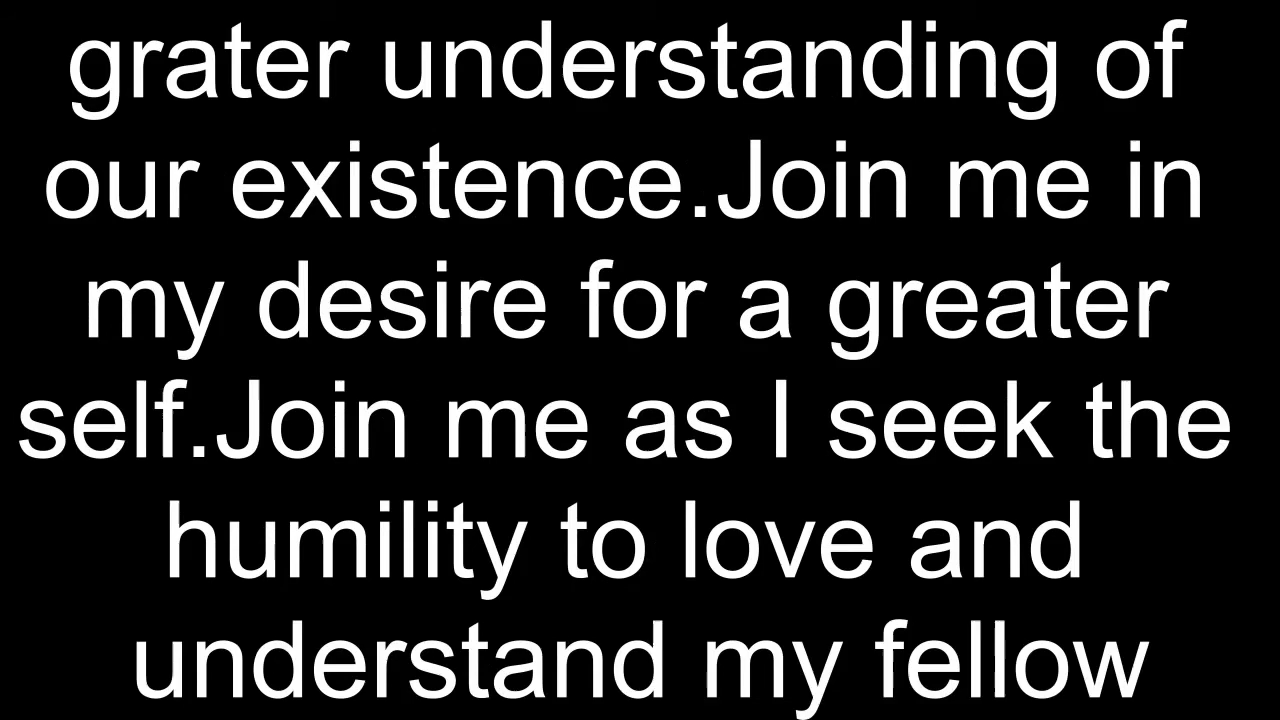 grater understanding of
our existence.Join me in
my desire for a greater
self.Join me as I seek the
humility to love and
understand my fellow